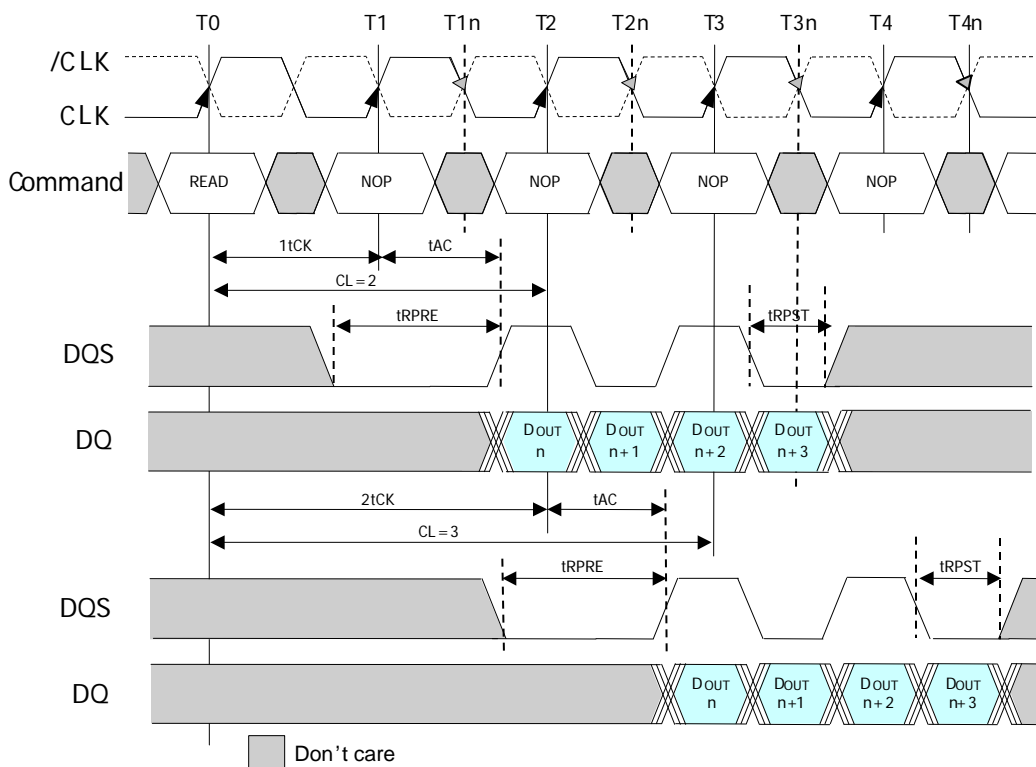 T0 T1 T1n T2 T2n T3 T3n T4 T4n
/CLK
CLK
Command READ NOP NOP NOP NOP
1tCK tAC
CL=2
tRPRE tRPST
DQS
DQ
DOUT n
DOUT n+1
DOUT n+2
DOUT n+3
2tCK tAC
CL=3
tRPRE tRPST
DQS
DQ
DOUT n
DOUT n+1
DOUT n+2
DOUT n+3
Don't care